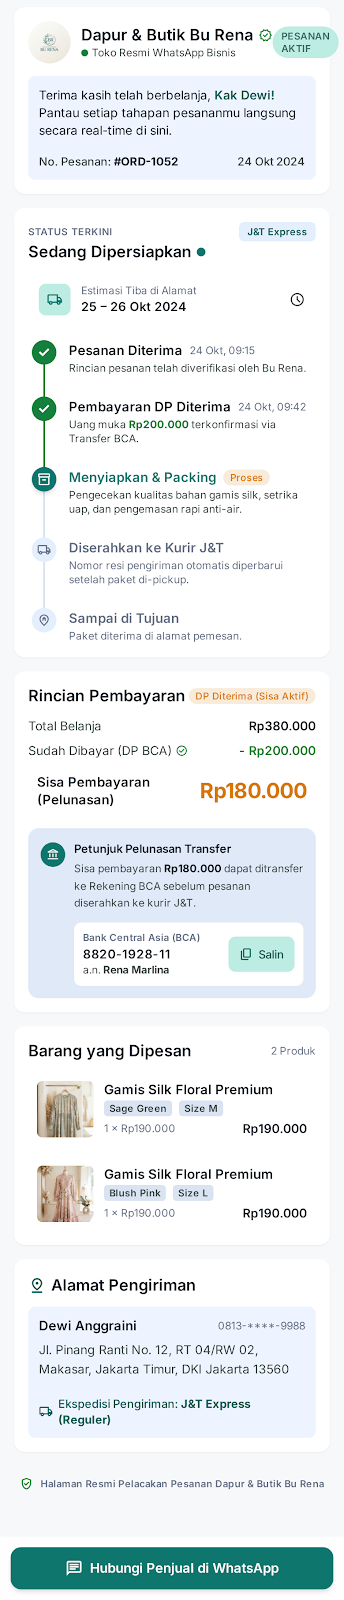 BU RENA
Dapur & Butik Bu Rena
Toko Resmi WhatsApp Bisnis
PESANAN
AKTIF
Terima kasih telah berbelanja, Kak Dewi!
Pantau setiap tahapan pesananmu langsung
secara real-time di sini.
No. Pesanan: #ORD-1052
24 Okt 2024
STATUS TERKINI
J&T Express
Sedang Dipersiapkan
Estimasi Tiba di Alamat
25 – 26 Okt 2024
Pesanan Diterima 24 Okt, 09:15
Rincian pesanan telah diverifikasi oleh Bu Rena.
Pembayaran DP Diterima 24 Okt, 09:42
Uang muka Rp200.000 terkonfirmasi via
Transfer BCA.
Menyiapkan & Packing Proses
Pengecekan kualitas bahan gamis silk, setrika
uap, dan pengemasan rapi anti-air.
Diserahkan ke Kurir J&T
Nomor resi pengiriman otomatis diperbarui
setelah paket di-pickup.
Sampai di Tujuan
Paket diterima di alamat pemesan.
Rincian Pembayaran DP Diterima (Sisa Aktif)
Total Belanja Rp380.000
Sudah Dibayar (DP BCA) - Rp200.000
Sisa Pembayaran
(Pelunasan)
Rp180.000
Petunjuk Pelunasan Transfer
Sisa pembayaran Rp180.000 dapat ditransfer
ke Rekening BCA sebelum pesanan
diserahkan ke kurir J&T.
Bank Central Asia (BCA)
8820-1928-11
a.n. Rena Marlina
Salin
Barang yang Dipesan 2 Produk
Gamis Silk Floral Premium
Sage Green Size M
1 × Rp190.000 Rp190.000
Gamis Silk Floral Premium
Blush Pink Size L
1 × Rp190.000 Rp190.000
Alamat Pengiriman
Dewi Anggraini 0813-****-9988
Jl. Pinang Ranti No. 12, RT 04/RW 02,
Makasar, Jakarta Timur, DKI Jakarta 13560
Ekspedisi Pengiriman: J&T Express
(Reguler)
Halaman Resmi Pelacakan Pesanan Dapur & Butik Bu Rena
Hubungi Penjual di WhatsApp